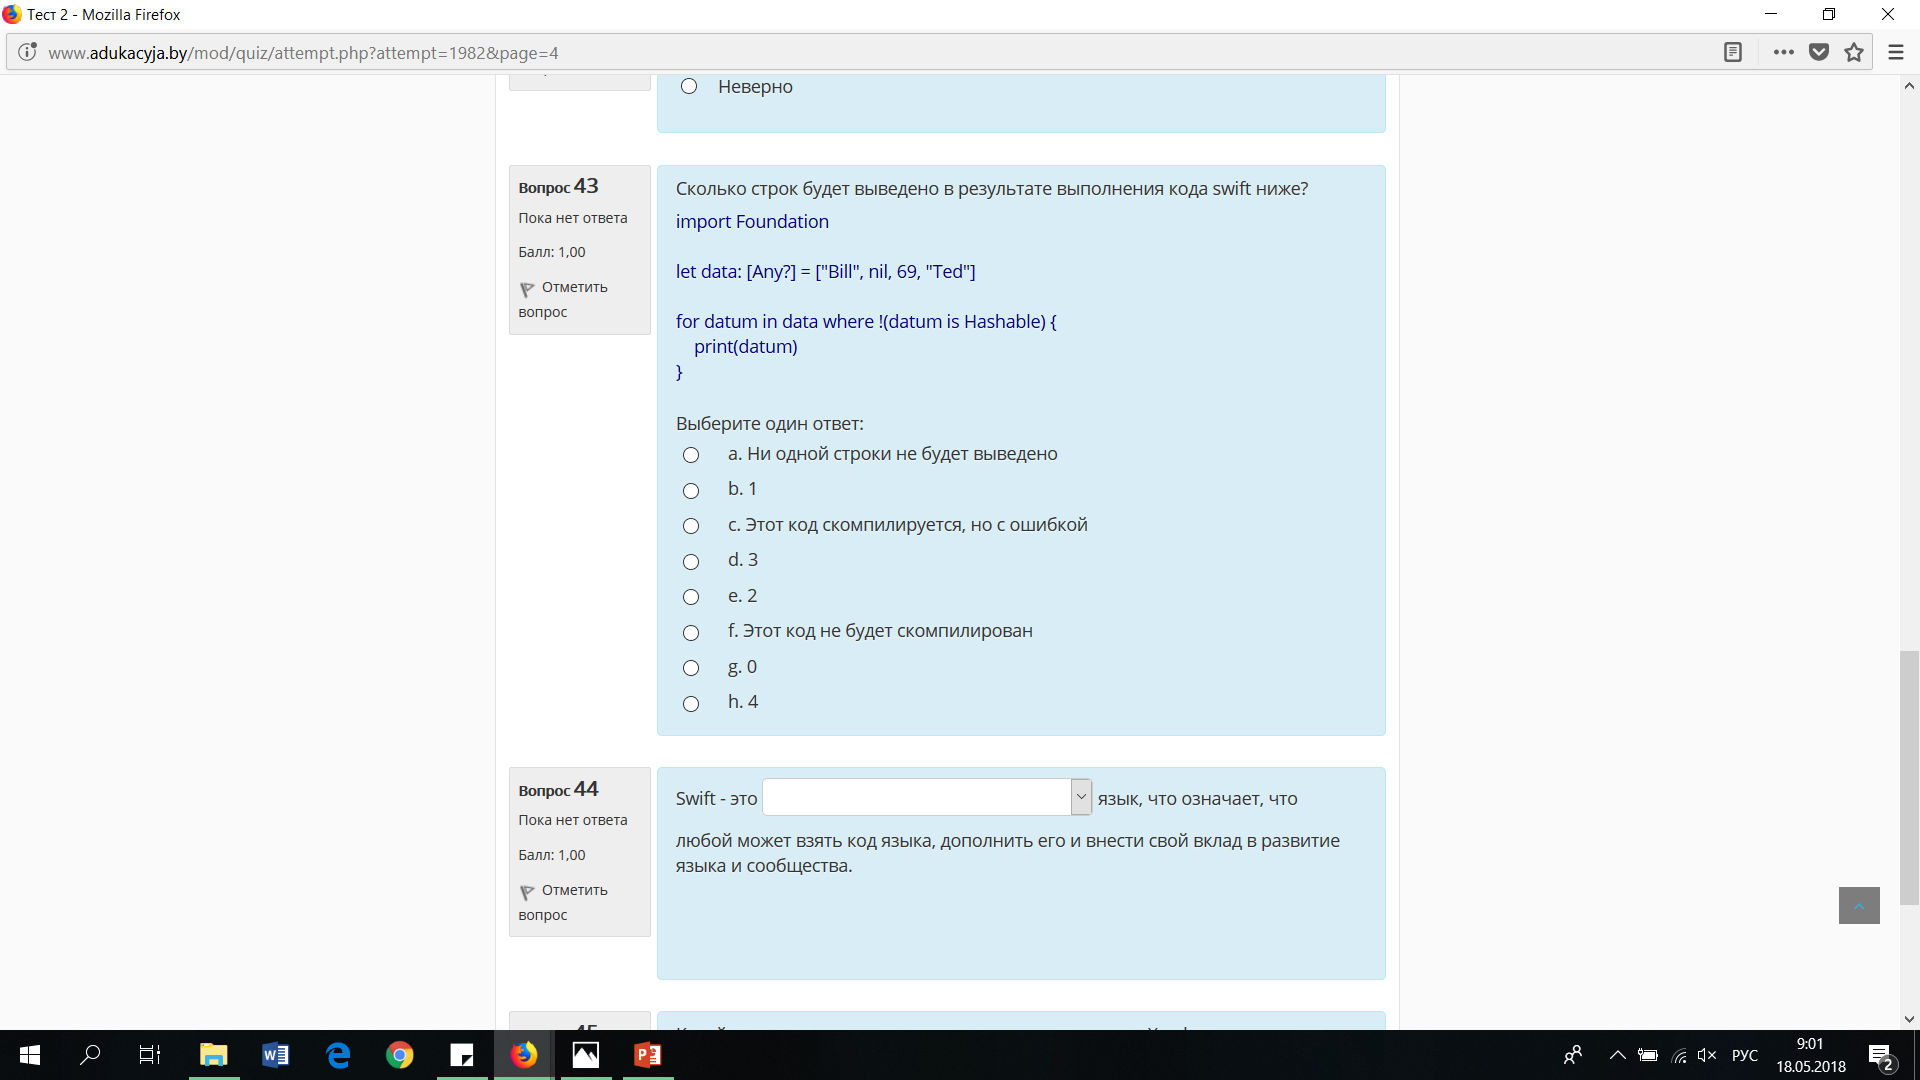 Тест 2 - Mozilla Firefox
www.adukacyja.by/mod/quiz/attempt.php?attempt=1982&page=4
Неверно
Вопрос 43
Пока нет ответа
Балл: 1,00
Отметить
вопрос
Сколько строк будет выведено в результате выполнения кода swift ниже?
import Foundation
let data: [Any?] = ["Bill", nil, 69, "Ted"]
for datum in data where !(datum is Hashable) {
print(datum)
}
Выберите один ответ:
a. Ни одной строки не будет выведено
b. 1
c. Этот код скомпилируется, но с ошибкой
d. 3
e. 2
f. Этот код не будет скомпилирован
g. 0
h. 4
Вопрос 44
Пока нет ответа
Балл: 1,00
Отметить
вопрос
Swift - это язык, что означает, что
любой может взять код языка, дополнить его и внести свой вклад в развитие
языка и сообщества.
РУС
9:01
18.05.2018
2